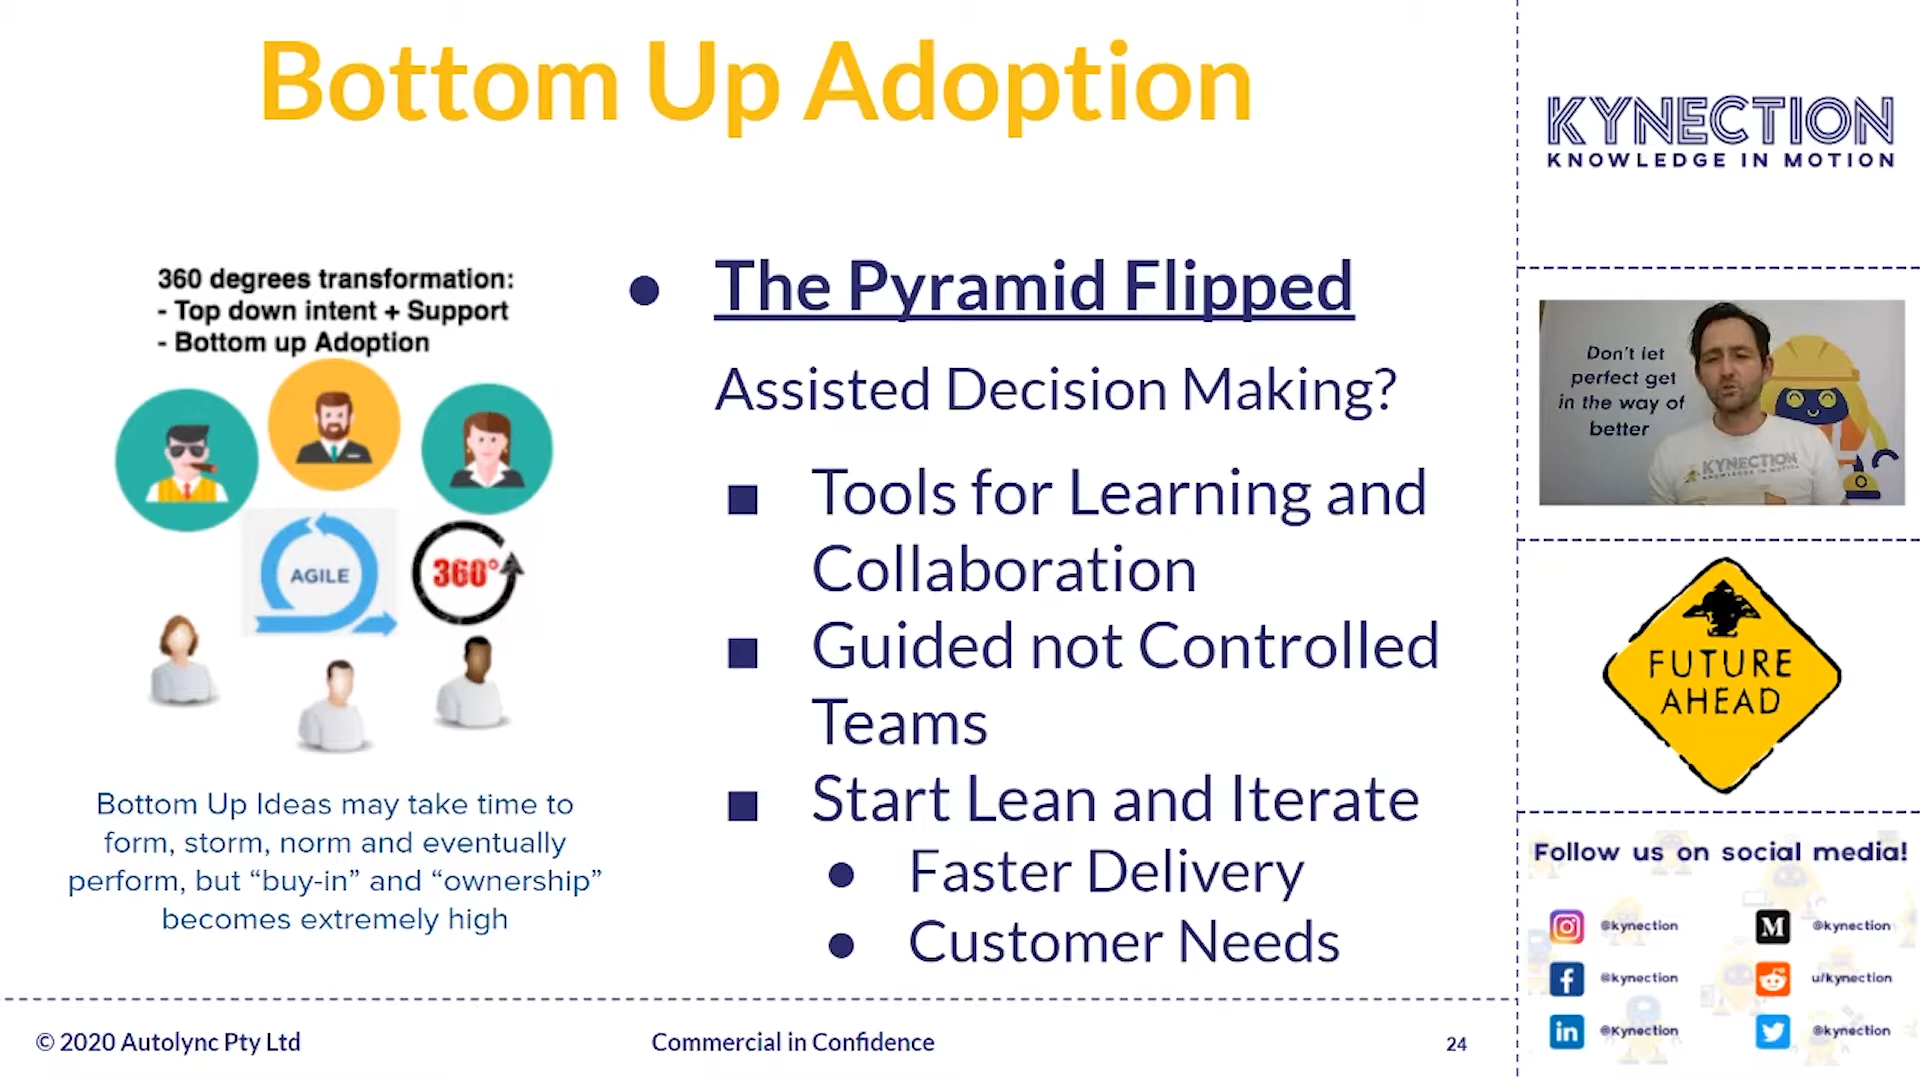 Bottom Up Adoption
360 degrees transformation:
- Top down intent + Support
- Bottom up Adoption
AGILE
360°
Bottom Up Ideas may take time to
form, storm, norm and eventually
perform, but “buy-in” and “ownership”
becomes extremely high
● The Pyramid Flipped
Assisted Decision Making?
■ Tools for Learning and
Collaboration
■ Guided not Controlled
Teams
■ Start Lean and Iterate
● Faster Delivery
● Customer Needs
© 2020 Autolync Pty Ltd
Commercial in Confidence
24
KYNECTION
KNOWLEDGE IN MOTION
Don't let
perfect get
in the way of
better
KYNECTION
KNOWLEDGE IN MOTION
FUTURE
AHEAD
Follow us on social media!
@kynection
M @kynection
f @kynection
u/kynection
in @Kynection
@kynection